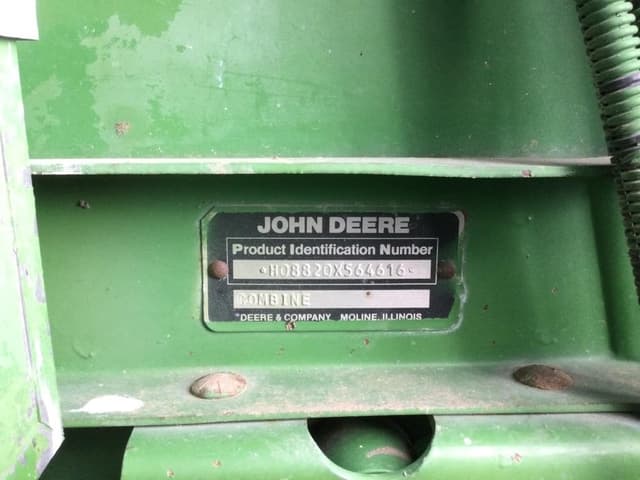 JOHN DEERE
Product Identification Number
*H08820X564616*
COMBINE
*DEERE & COMPANY MOLINE, ILLINOIS